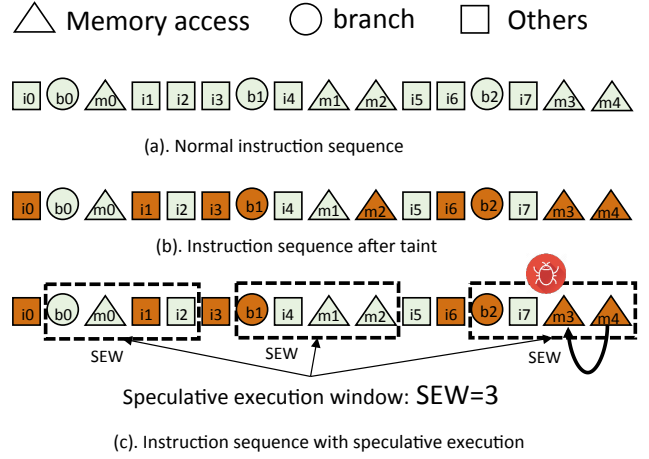 Memory access branch Others
i0 b0 m0 i1 i2 i3 b1 i4 m1 m2 i5 i6 b2 i7 m3 m4
(a). Normal instruction sequence
i0 b0 m0 i1 i2 i3 b1 i4 m1 m2 i5 i6 b2 i7 m3 m4
(b). Instruction sequence after taint
i0 b0 m0 i1 i2 i3 b1 i4 m1 m2 i5 i6 b2 i7 m3 m4
SEW SEW SEW
Speculative execution window: SEW=3
(c). Instruction sequence with speculative execution